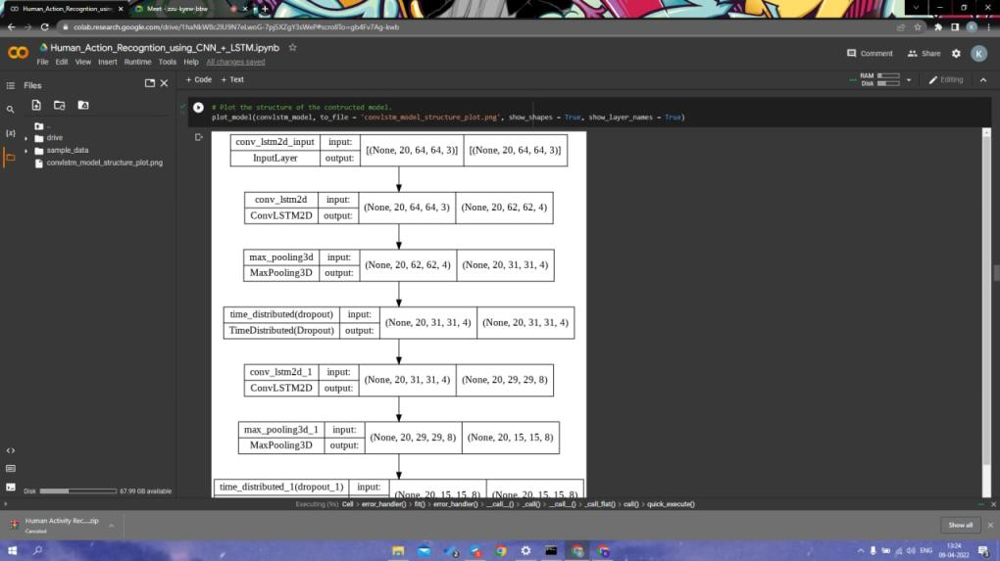 Human_Action_Recogntion_usin
Meet - zzu-kyew-bbw
colab.research.google.com/drive/1haNkW8c2IU9N7eLwoG-7pj5XZgY3sWeP#scrollTo=gb4Fv7Ag-kwb
Human_Action_Recogntion_using_CNN_+_LSTM.ipynb
File Edit View Insert Runtime Tools Help All changes saved
Comment Share K
Files
+ Code + Text
RAM
Disk
Editing
..
drive
sample_data
convlstm_model_structure_plot.png
# Plot the structure of the contructed model.
plot_model(convlstm_model, to_file = 'convlstm_model_structure_plot.png', show_shapes = True, show_layer_names = True)
conv_lstm2d_input input: [(None, 20, 64, 64, 3)] [(None, 20, 64, 64, 3)]
InputLayer output:
conv_lstm2d input: (None, 20, 64, 64, 3) (None, 20, 62, 62, 4)
ConvLSTM2D output:
max_pooling3d input: (None, 20, 62, 62, 4) (None, 20, 31, 31, 4)
MaxPooling3D output:
time_distributed(dropout) input: (None, 20, 31, 31, 4) (None, 20, 31, 31, 4)
TimeDistributed(Dropout) output:
conv_lstm2d_1 input: (None, 20, 31, 31, 4) (None, 20, 29, 29, 8)
ConvLSTM2D output:
max_pooling3d_1 input: (None, 20, 29, 29, 8) (None, 20, 15, 15, 8)
MaxPooling3D output:
time_distributed_1(dropout_1) input: (None, 20, 15, 15, 8) (None, 20, 15, 15, 8)
Disk 67.99 GB available
Executing (9s) Cell > error_handler() > fit() > error_handler() > __call__() > _call() > __call__() > _call_flat() > call() > quick_execute()
Human Activity Rec....zip
Canceled
Show all
ENG
13:24
09-04-2022